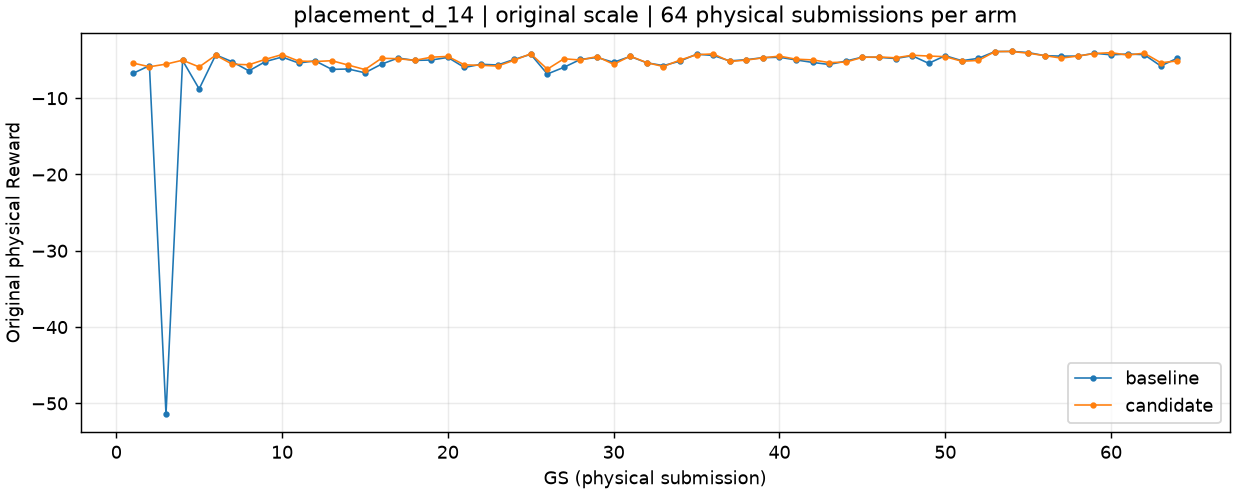 placement_d_14 | original scale | 64 physical submissions per arm
Original physical Reward
−10
−20
−30
−40
−50
0
10
20
30
40
50
60
GS (physical submission)
baseline
candidate